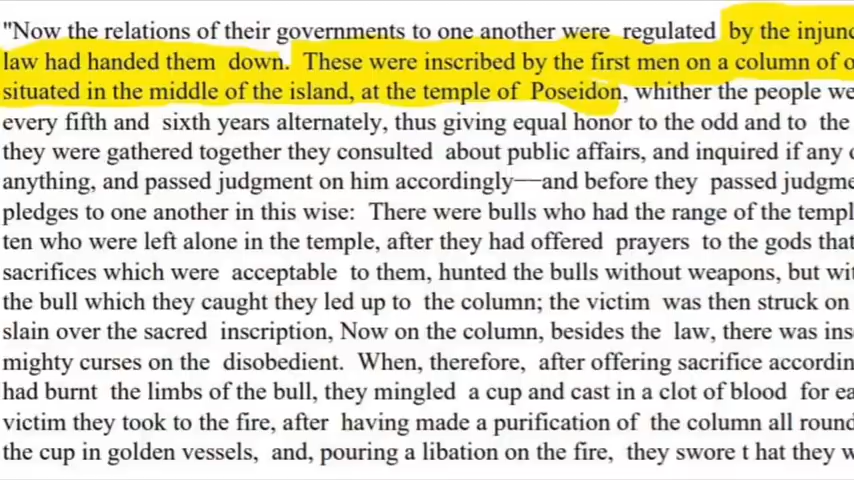 "Now the relations of their governments to one another were regulated by the injunc
law had handed them down. These were inscribed by the first men on a column of o
situated in the middle of the island, at the temple of Poseidon, whither the people we
every fifth and sixth years alternately, thus giving equal honor to the odd and to the
they were gathered together they consulted about public affairs, and inquired if any
anything, and passed judgment on him accordingly—and before they passed judgme
pledges to one another in this wise: There were bulls who had the range of the templ
ten who were left alone in the temple, after they had offered prayers to the gods that
sacrifices which were acceptable to them, hunted the bulls without weapons, but wi
the bull which they caught they led up to the column; the victim was then struck on
slain over the sacred inscription, Now on the column, besides the law, there was ins
mighty curses on the disobedient. When, therefore, after offering sacrifice accordin
had burnt the limbs of the bull, they mingled a cup and cast in a clot of blood for ea
victim they took to the fire, after having made a purification of the column all round
the cup in golden vessels, and, pouring a libation on the fire, they swore t hat they w